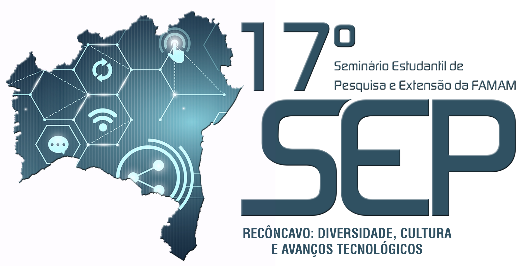 17º
Seminário Estudantil de
Pesquisa e Extensão da FAMAM
SEP
RECÔNCAVO: DIVERSIDADE, CULTURA
E AVANÇOS TECNOLÓGICOS